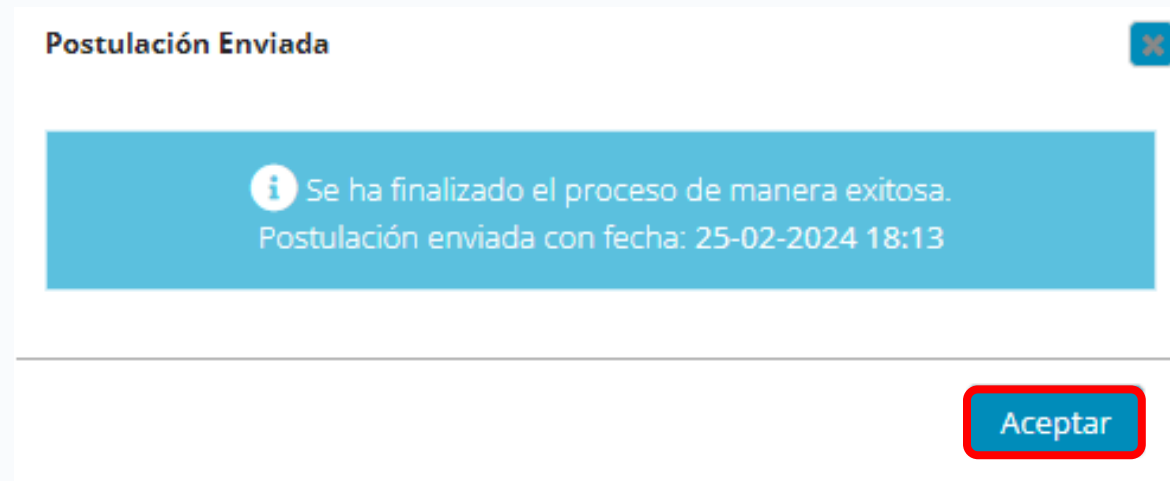 Postulación Enviada
Se ha finalizado el proceso de manera exitosa.
Postulación enviada con fecha: 25-02-2024 18:13
Aceptar